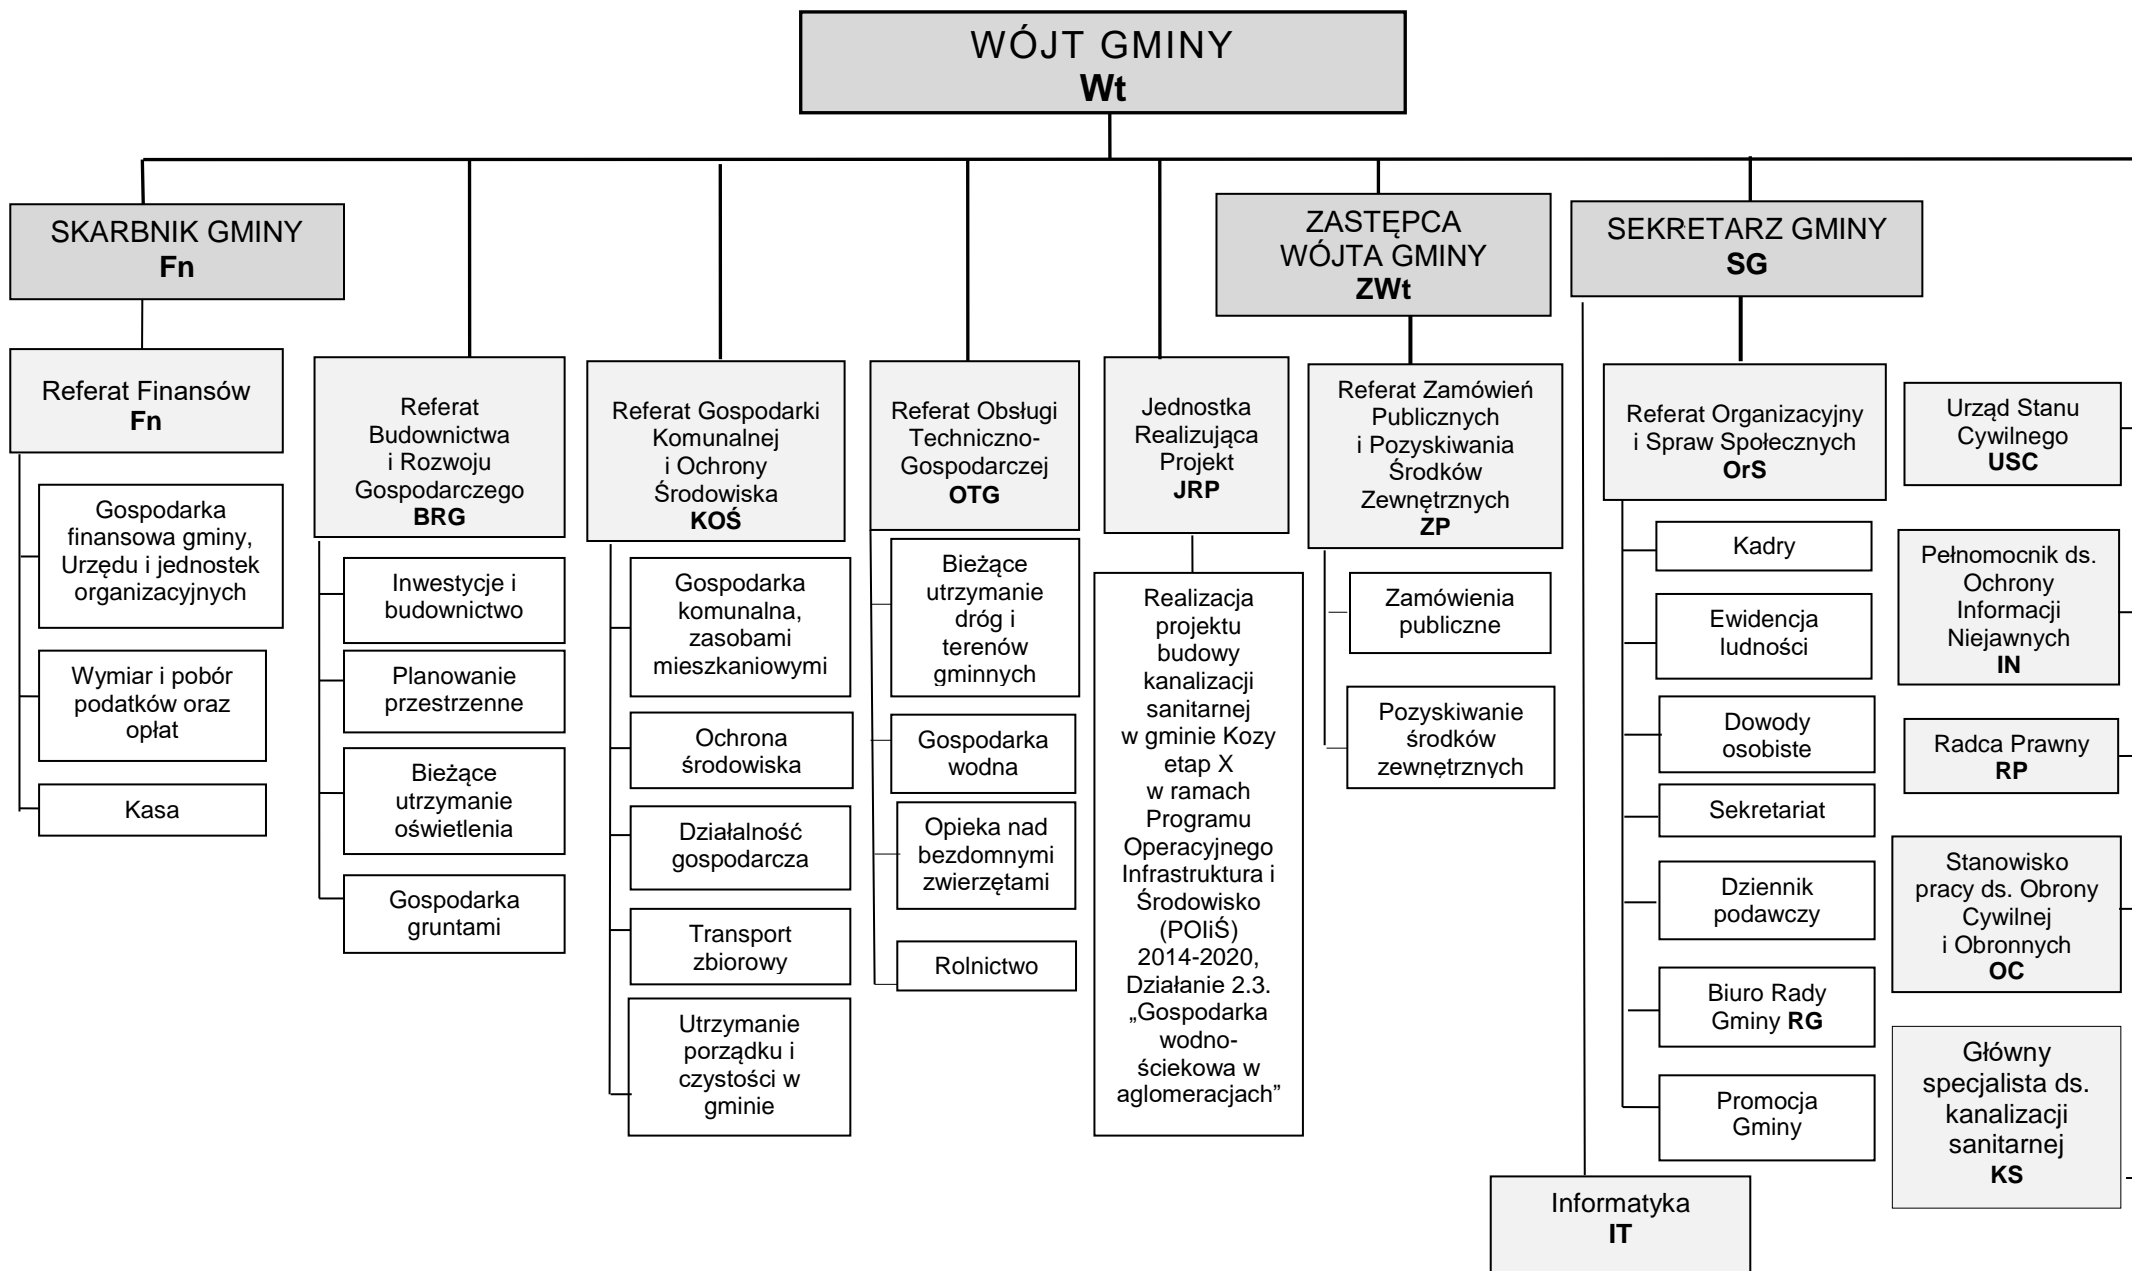 WÓJT GMINY
Wt
SKARBNIK GMINY
Fn
ZASTĘPCA
WÓJTA GMINY
ZWt
SEKRETARZ GMINY
SG
Referat Finansów
Fn
Gospodarka
finansowa gminy,
Urzędu i jednostek
organizacyjnych
Wymiar i pobór
podatków oraz
opłat
Kasa
Referat
Budownictwa
i Rozwoju
Gospodarczego
BRG
Inwestycje i
budownictwo
Planowanie
przestrzenne
Bieżące
utrzymanie
oświetlenia
Gospodarka
gruntami
Referat Gospodarki
Komunalnej
i Ochrony
Środowiska
KOŚ
Gospodarka
komunalna,
zasobami
mieszkaniowymi
Ochrona
środowiska
Działalność
gospodarcza
Transport
zbiorowy
Utrzymanie
porządku i
czystości w
gminie
Referat Obsługi
Techniczno-
Gospodarczej
OTG
Bieżące
utrzymanie
dróg i
terenów
gminnych
Gospodarka
wodna
Opieka nad
bezdomnymi
zwierzętami
Rolnictwo
Jednostka
Realizująca
Projekt
JRP
Realizacja
projektu
budowy
kanalizacji
sanitarnej
w gminie Kozy
etap X
w ramach
Programu
Operacyjnego
Infrastruktura i
Środowisko
(POIiŚ)
2014-2020,
Działanie 2.3.
„Gospodarka
wodno-
ściekowa w
aglomeracjach”
Referat Zamówień
Publicznych
i Pozyskiwania
Środków
Zewnętrznych
ZP
Zamówienia
publiczne
Pozyskiwanie
środków
zewnętrznych
Referat Organizacyjny
i Spraw Społecznych
OrS
Kadry
Ewidencja
ludności
Dowody
osobiste
Sekretariat
Dziennik
podawczy
Biuro Rady
Gminy RG
Promocja
Gminy
Informatyka
IT
Urząd Stanu
Cywilnego
USC
Pełnomocnik ds.
Ochrony
Informacji
Niejawnych
IN
Radca Prawny
RP
Stanowisko
pracy ds. Obrony
Cywilnej
i Obronnych
OC
Główny
specjalista ds.
kanalizacji
sanitarnej
KS